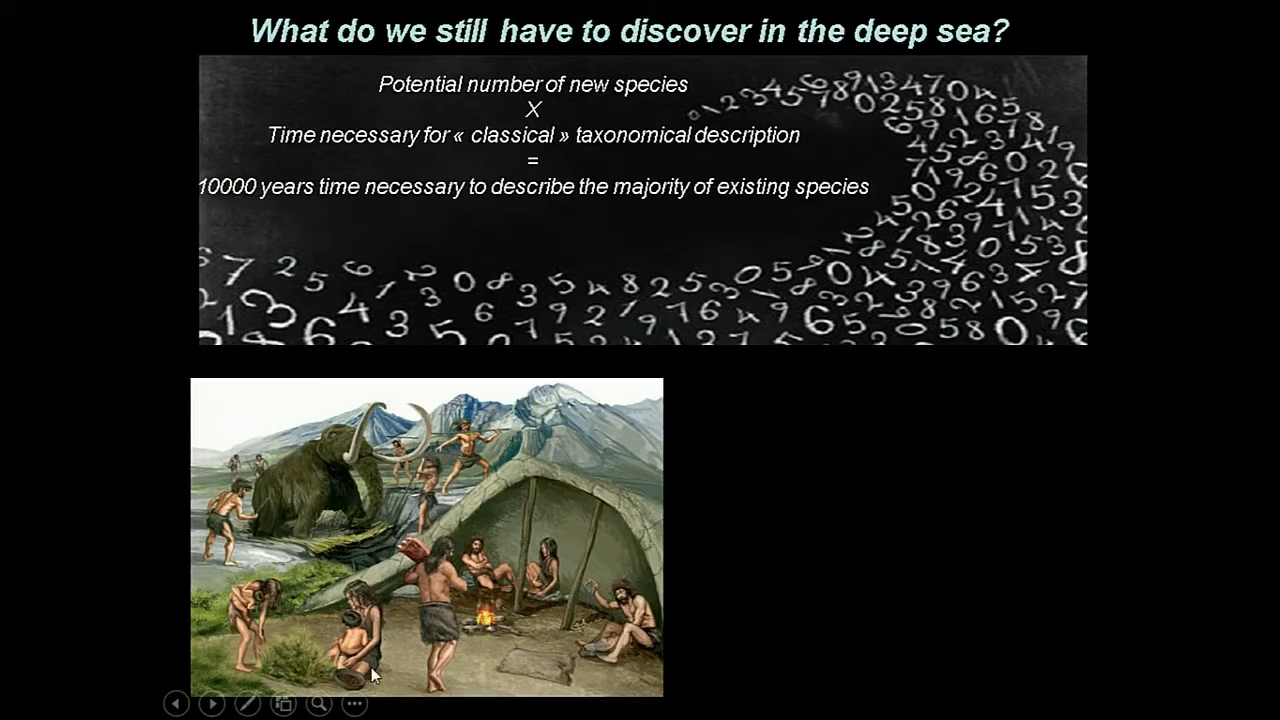 What do we still have to discover in the deep sea?
Potential number of new species
X
Time necessary for « classical » taxonomical description
=
10000 years time necessary to describe the majority of existing species